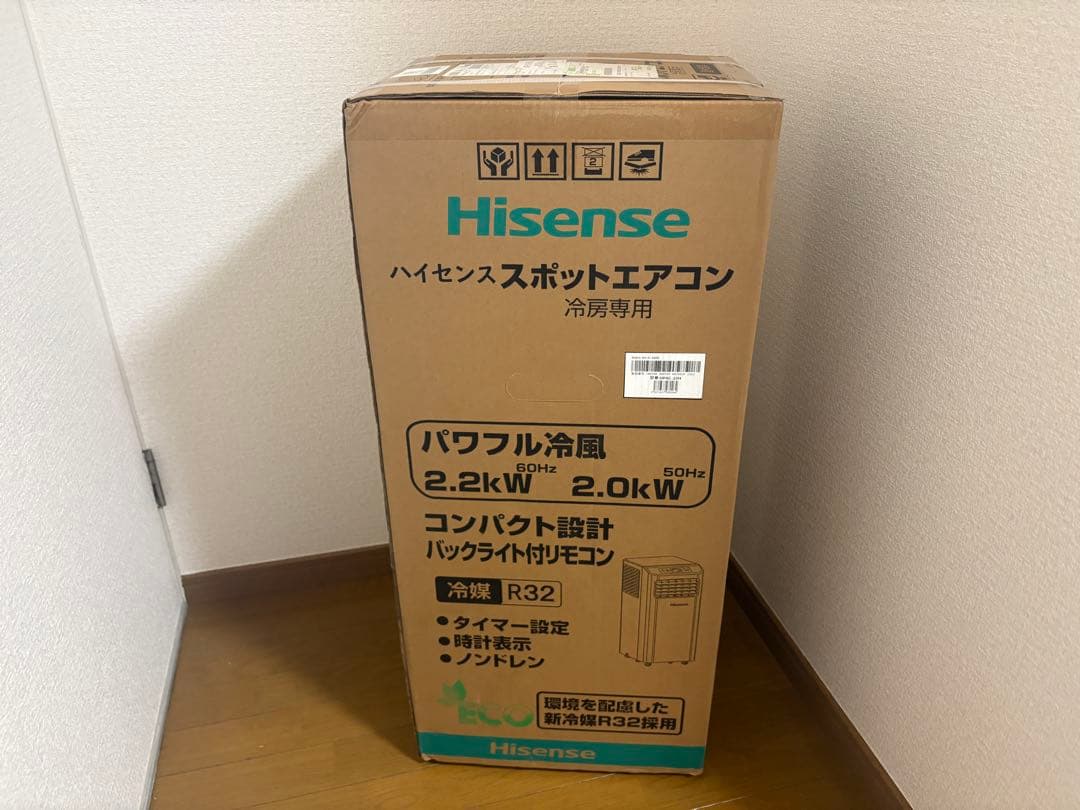 2
Hisense
ハイセンス スポットエアコン
冷房専用
パワフル冷風
2.2kW 60Hz 2.0kW 50Hz
コンパクト設計
バックライト付リモコン
冷媒 R32
Hisense
●タイマー設定
●時計表示
●ノンドレン
ECO
環境を配慮した
新冷媒R32採用
Hisense